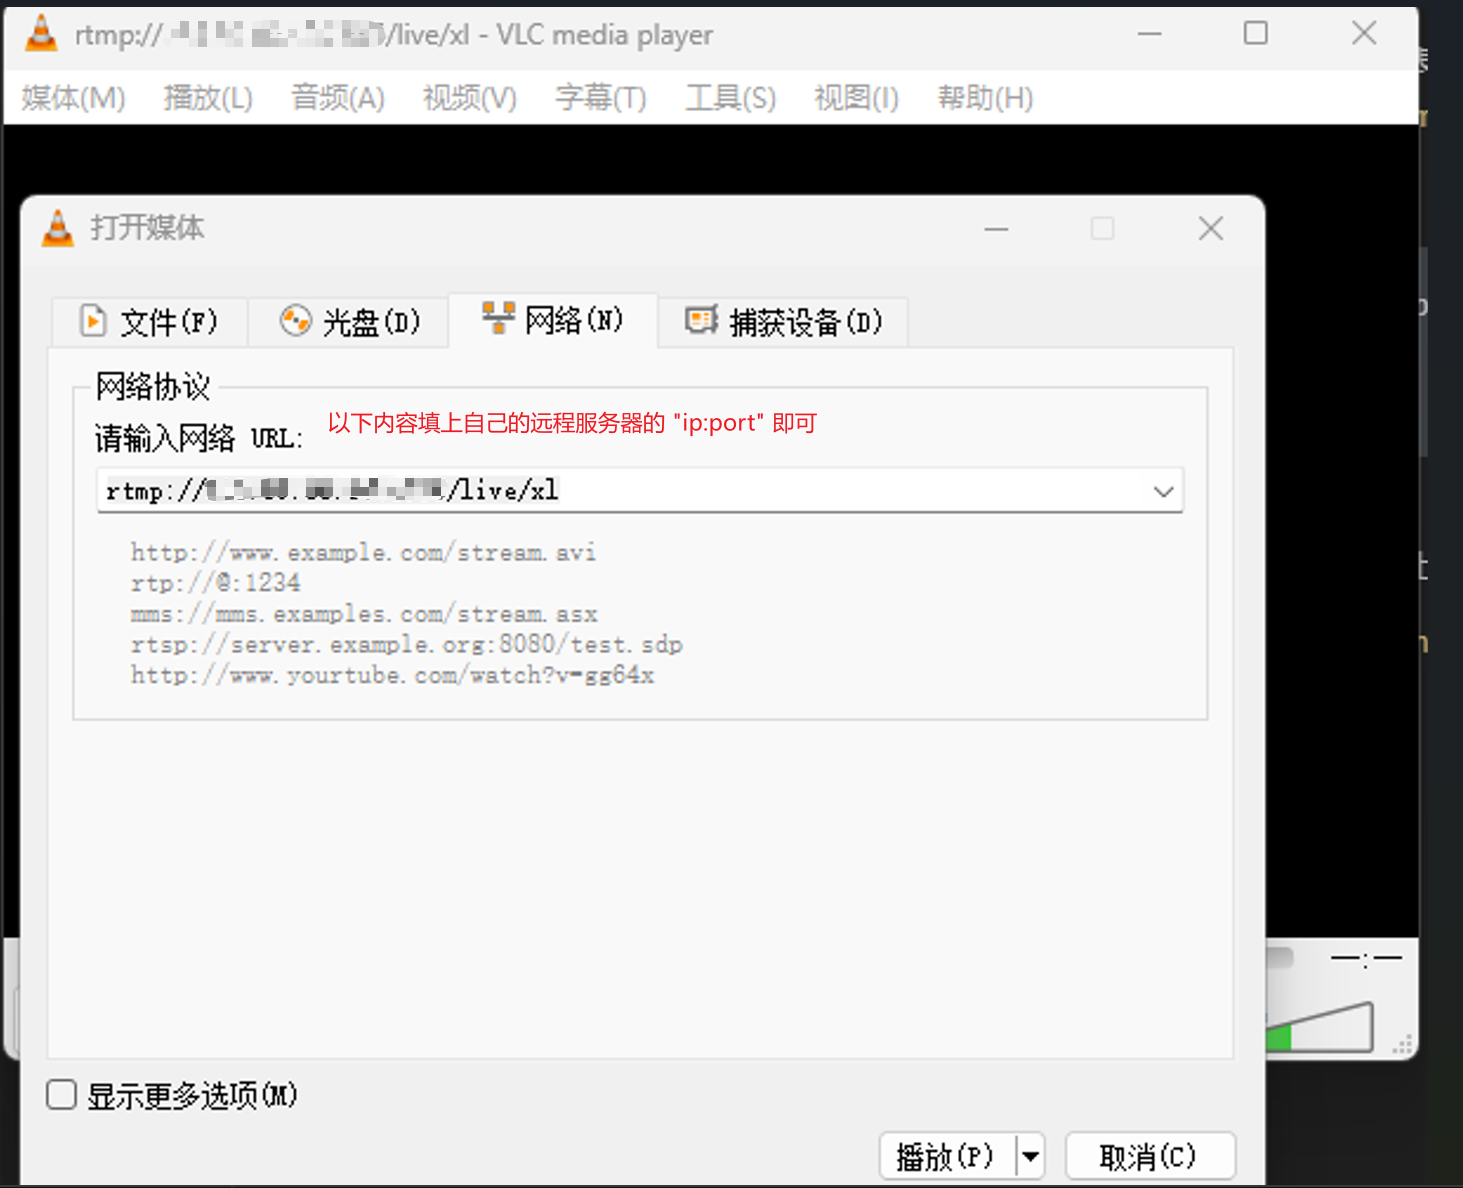 rtmp:// /live/xl - VLC media player
媒体(M) 播放(L) 音频(A) 视频(V) 字幕(T) 工具(S) 视图(I) 帮助(H)
打开媒体
文件(F) 光盘(D) 网络(N) 捕获设备(D)
网络协议
以下内容填上自己的远程服务器的 "ip:port" 即可
请输入网络 URL:
rtmp:// /live/xl
http://www.example.com/stream.avi
rtp://@:1234
mms://mms.examples.com/stream.asx
rtsp://server.example.org:8080/test.sdp
http://www.yourtube.com/watch?v=gg64x
--:--
显示更多选项(M)
播放(P) 取消(C)